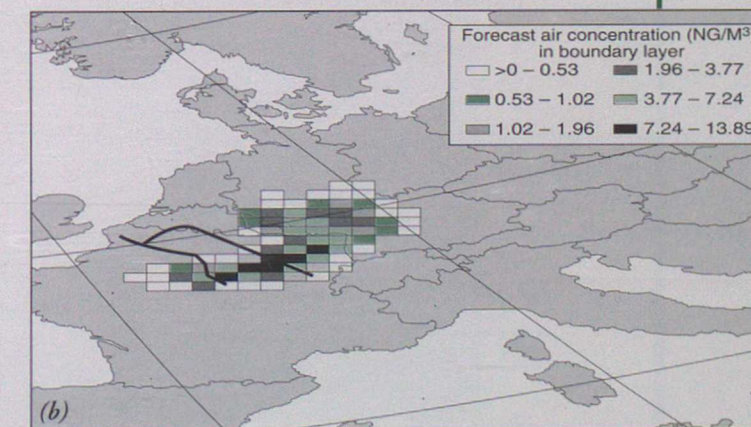 Forecast air concentration (NG/M³
in boundary layer
>0 – 0.53
1.96 – 3.77
0.53 – 1.02
3.77 – 7.24
1.02 – 1.96
7.24 – 13.89
(b)